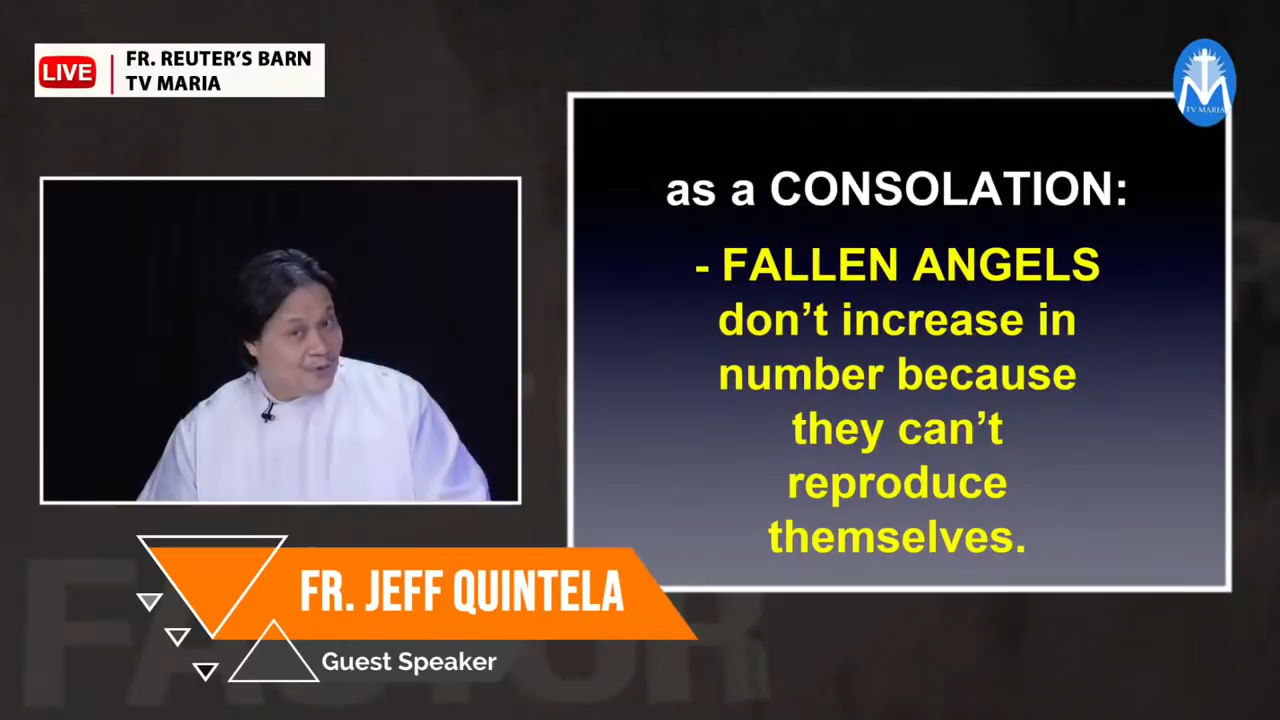 LIVE
FR. REUTER'S BARN
TV MARIA
TV MARIA
as a CONSOLATION:
- FALLEN ANGELS
don't increase in
number because
they can't
reproduce
themselves.
FR. JEFF QUINTELA
Guest Speaker